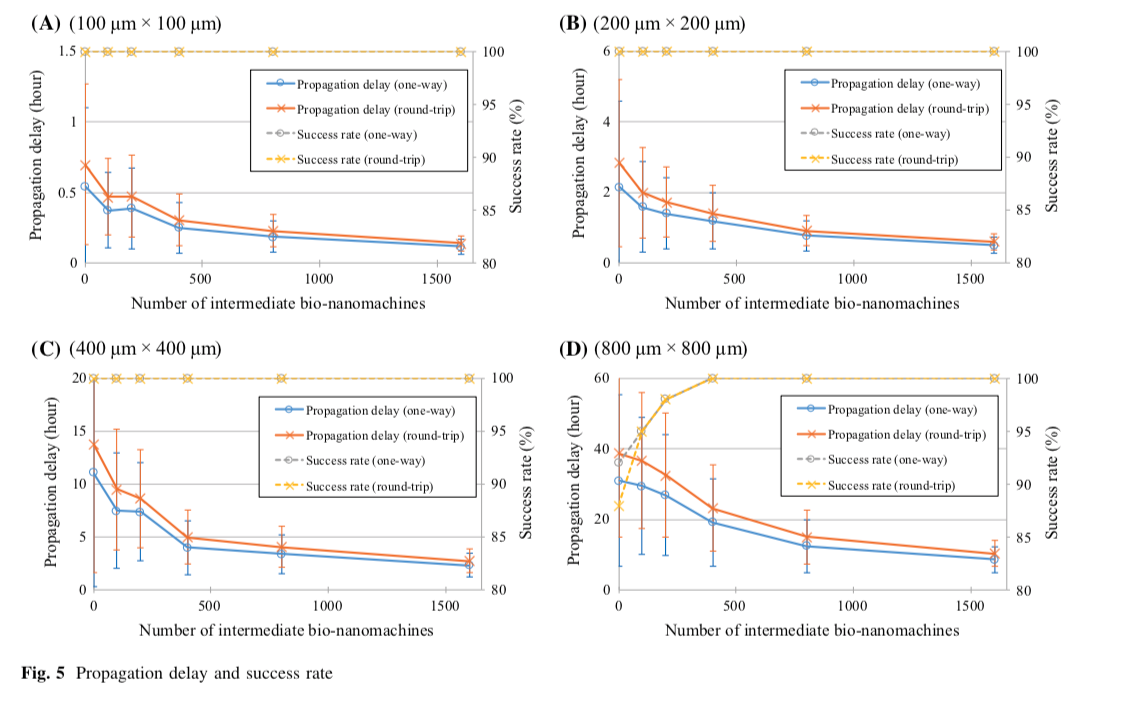 (A) (100 µm × 100 µm)
1.5
1
0.5
0
Propagation delay (hour)
100
95
90
85
80
Success rate (%)
Propagation delay (one-way)
Propagation delay (round-trip)
Success rate (one-way)
Success rate (round-trip)
0 500 1000 1500
Number of intermediate bio-nanomachines
(B) (200 µm × 200 µm)
6
4
2
0
Propagation delay (hour)
100
95
90
85
80
Success rate (%)
Propagation delay (one-way)
Propagation delay (round-trip)
Success rate (one-way)
Success rate (round-trip)
0 500 1000 1500
Number of intermediate bio-nanomachines
(C) (400 µm × 400 µm)
20
15
10
5
0
Propagation delay (hour)
100
95
90
85
80
Success rate (%)
Propagation delay (one-way)
Propagation delay (round-trip)
Success rate (one-way)
Success rate (round-trip)
0 500 1000 1500
Number of intermediate bio-nanomachines
(D) (800 µm × 800 µm)
60
40
20
0
Propagation delay (hour)
100
95
90
85
80
Success rate (%)
Propagation delay (one-way)
Propagation delay (round-trip)
Success rate (one-way)
Success rate (round-trip)
0 500 1000 1500
Number of intermediate bio-nanomachines
Fig. 5 Propagation delay and success rate